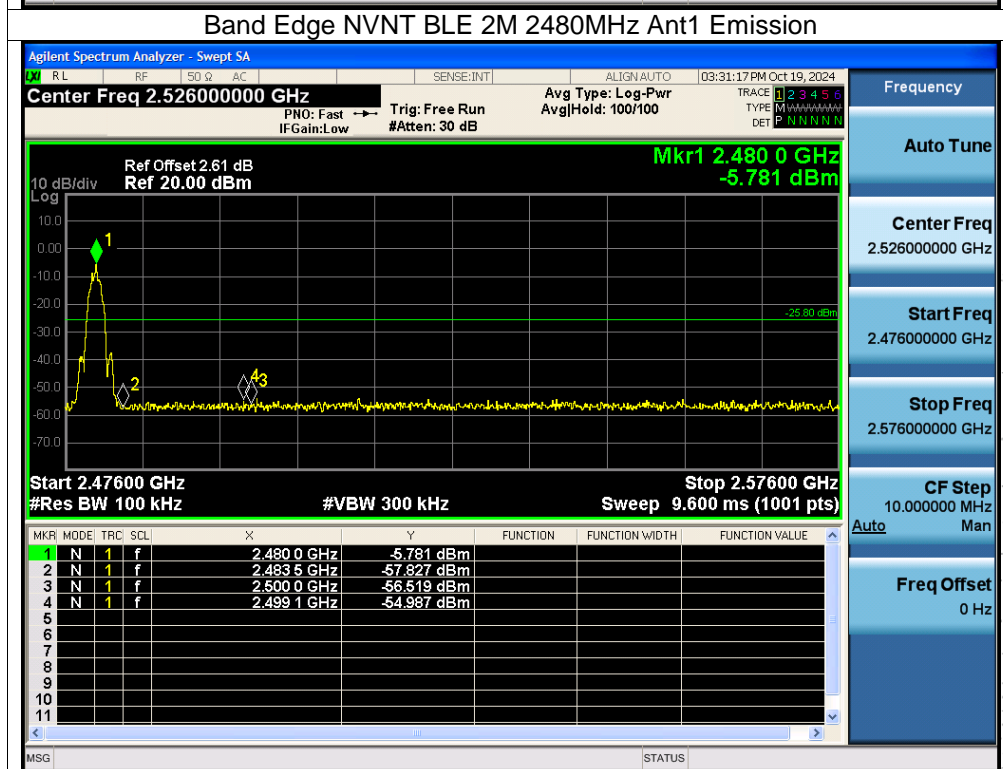 Band Edge NVNT BLE 2M 2480MHz Ant1 Emission
Agilent Spectrum Analyzer - Swept SA
LXI RL RF 50 Ω AC SENSE:INT ALIGNAUTO 03:31:17PM Oct 19, 2024
Center Freq 2.526000000 GHz
PNO: Fast
IFGain:Low
Trig: Free Run
#Atten: 30 dB
Avg Type: Log-Pwr
Avg|Hold: 100/100
TRACE 1 2 3 4 5 6
TYPE M
DET P N N N N N
Frequency
Auto Tune
Center Freq
2.526000000 GHz
Start Freq
2.476000000 GHz
Stop Freq
2.576000000 GHz
CF Step
10.000000 MHz
Auto Man
Freq Offset
0 Hz
Mkr1 2.480 0 GHz
-5.781 dBm
Ref Offset 2.61 dB
10 dB/div Ref 20.00 dBm
Log
10.0
0.00
-10.0
-20.0
-30.0
-40.0
-50.0
-60.0
-70.0
1
2
4
3
-25.80 dBm
Start 2.47600 GHz Stop 2.57600 GHz
#Res BW 100 kHz #VBW 300 kHz Sweep 9.600 ms (1001 pts)
MKR MODE TRC SCL X Y FUNCTION FUNCTION WIDTH FUNCTION VALUE
1 N 1 f 2.480 0 GHz -5.781 dBm
2 N 1 f 2.483 5 GHz -57.827 dBm
3 N 1 f 2.500 0 GHz -56.519 dBm
4 N 1 f 2.499 1 GHz -54.987 dBm
5
6
7
8
9
10
11
MSG STATUS